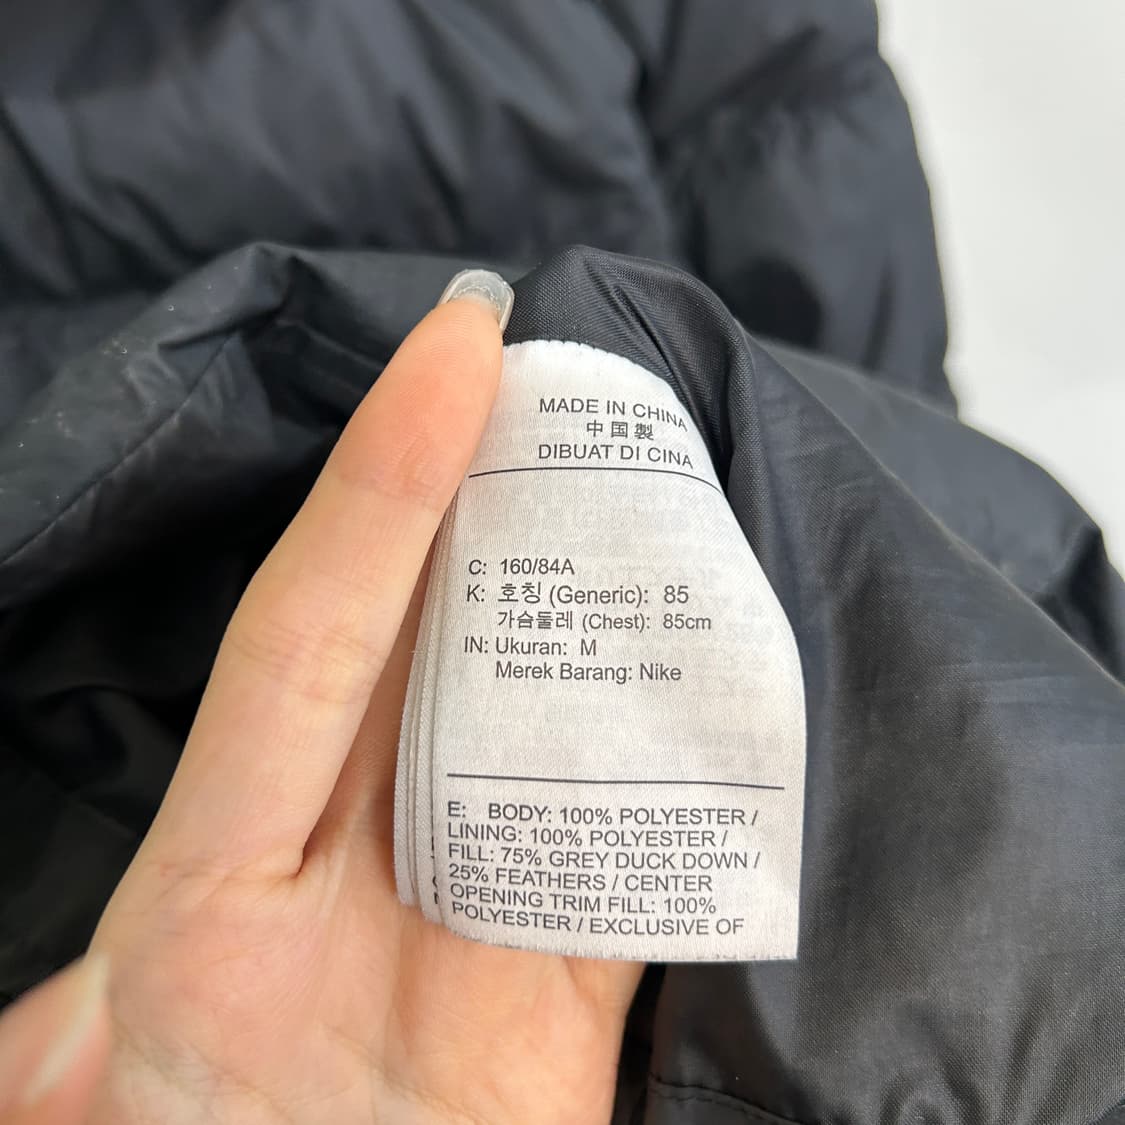 MADE IN CHINA
中国製
DIBUAT DI CINA
C: 160/84A
K: 호칭 (Generic): 85
가슴둘레 (Chest): 85cm
IN: Ukuran: M
Merek Barang: Nike
E: BODY: 100% POLYESTER /
LINING: 100% POLYESTER /
FILL: 75% GREY DUCK DOWN /
25% FEATHERS / CENTER
OPENING TRIM FILL: 100%
POLYESTER / EXCLUSIVE OF